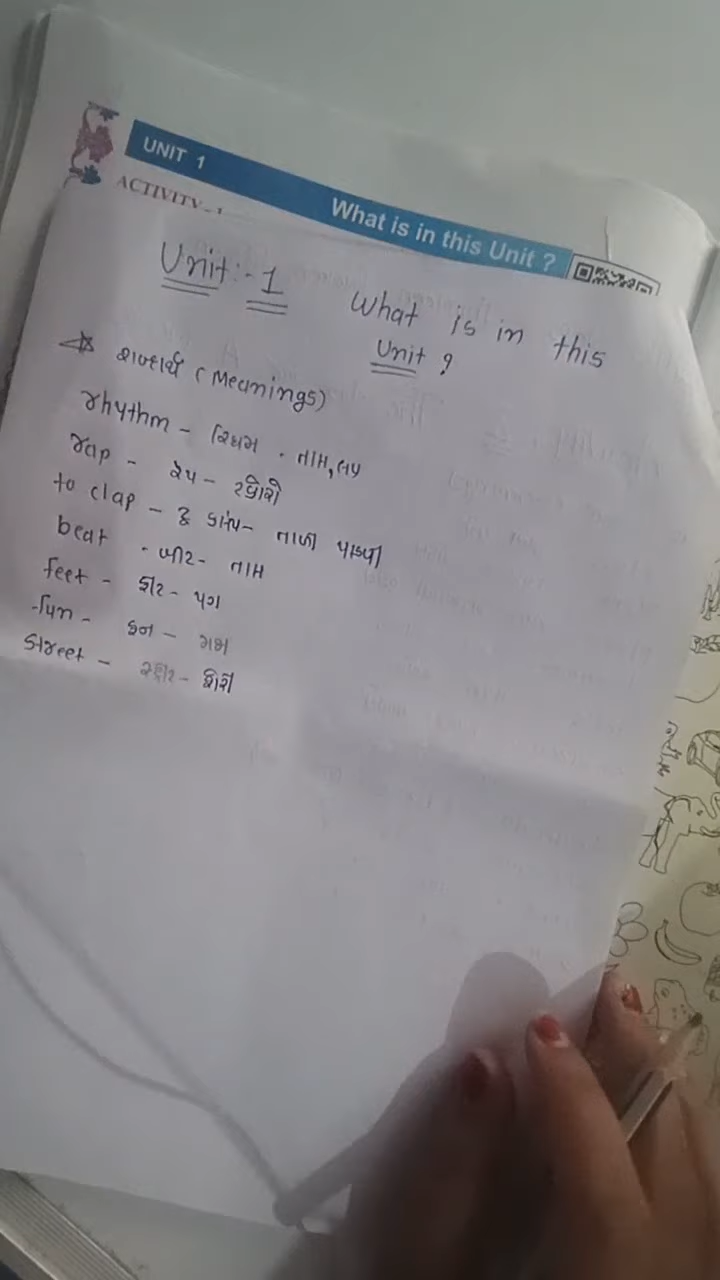 UNIT 1 What is in this Unit ?
ACTIVITY-1
Unit :- 1 What is in this
Unit ?
શબ્દાર્થ (Meanings)
rhythm - રિધમ . તાલ, લય
rap - રેપ - ટકોરો
to clap - ટુ ક્લેપ - તાળી પાડવી
beat . બીટ - તાલ
feet - ફીટ - પગ
fun - ફન - ગમ્મત
street - સ્ટ્રીટ - શેરી